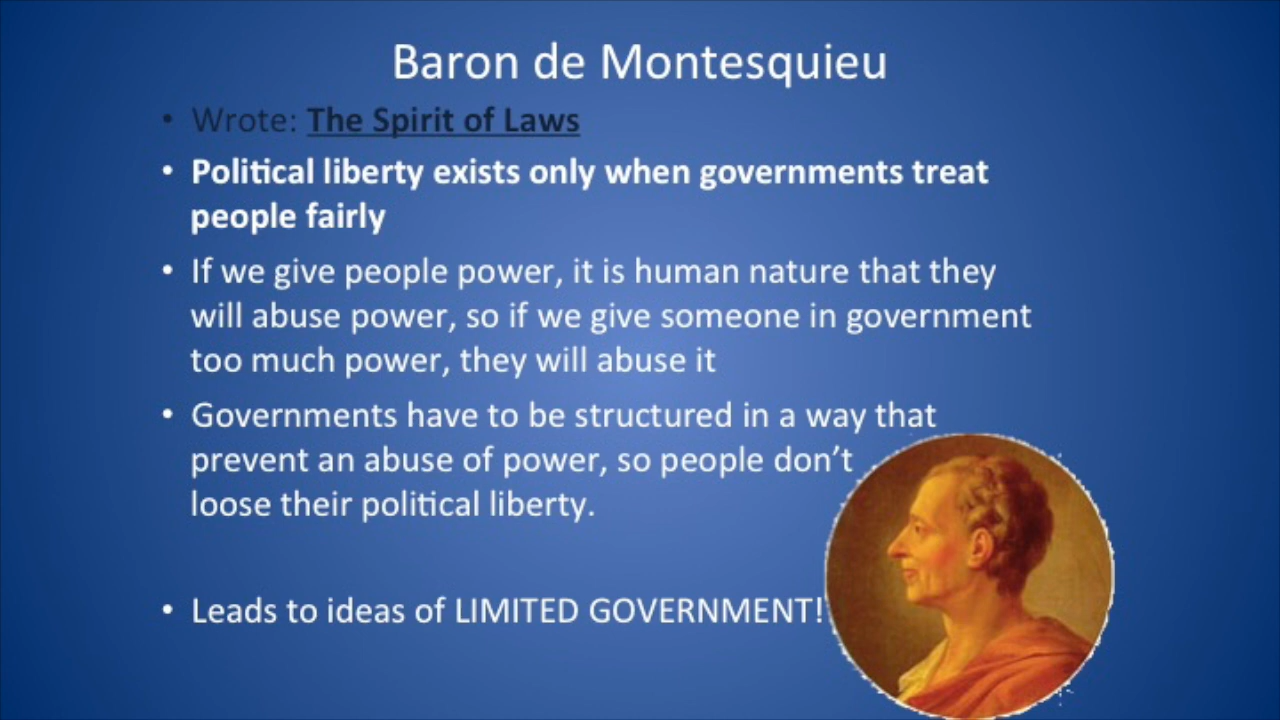 Baron de Montesquieu
• Wrote: The Spirit of Laws
• Political liberty exists only when governments treat
people fairly
• If we give people power, it is human nature that they
will abuse power, so if we give someone in government
too much power, they will abuse it
• Governments have to be structured in a way that
prevent an abuse of power, so people don’t
loose their political liberty.
• Leads to ideas of LIMITED GOVERNMENT!